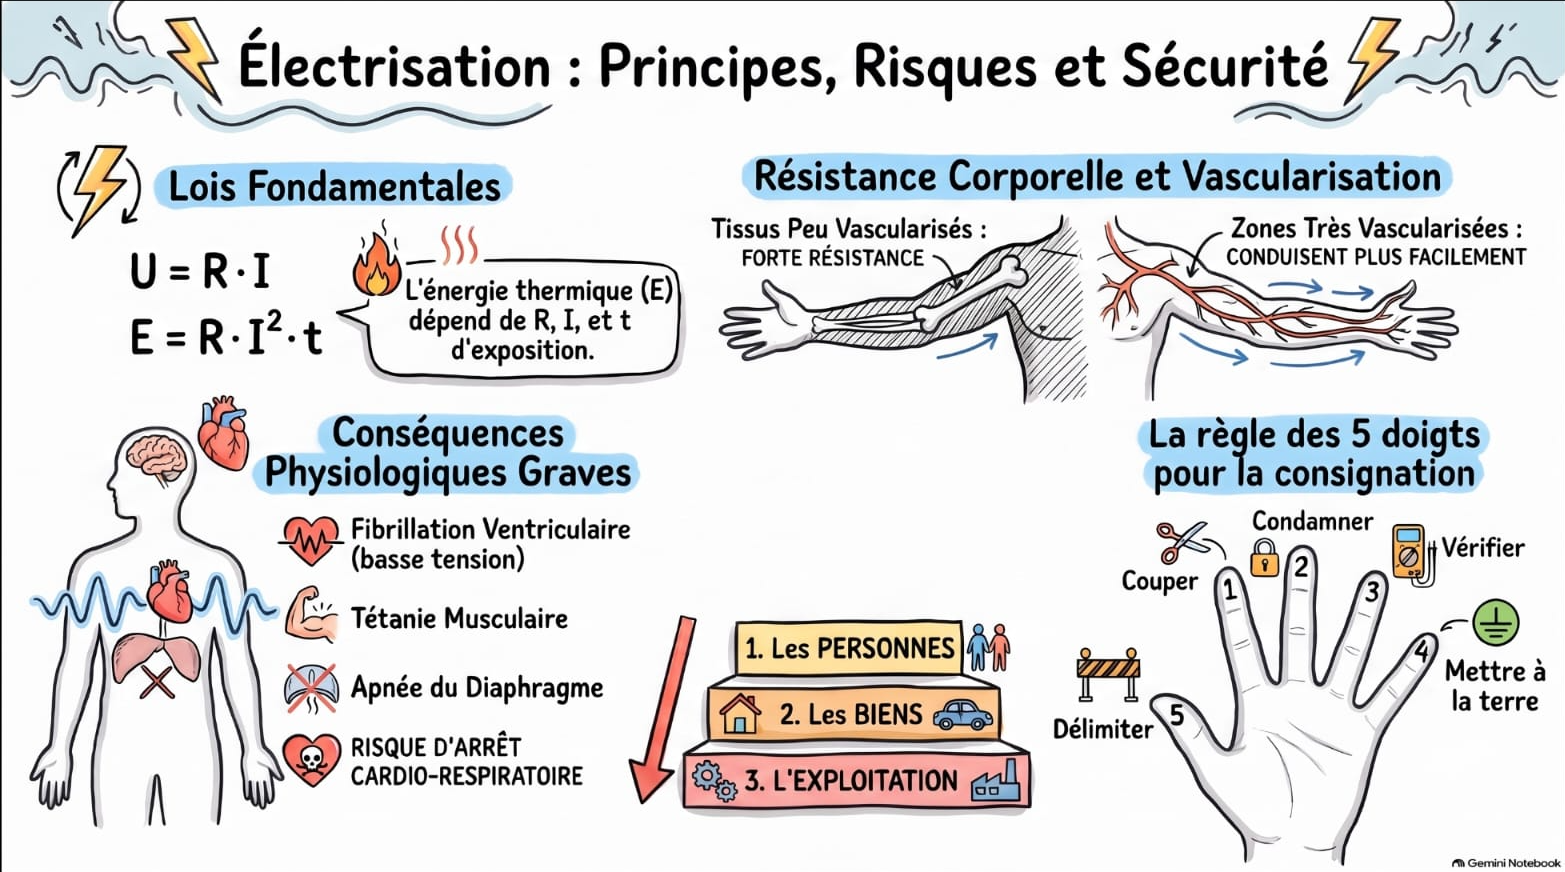 Électrisation : Principes, Risques et Sécurité
Lois Fondamentales
U = R · I
E = R · I² · t
L'énergie thermique (E)
dépend de R, I, et t
d'exposition.
Résistance Corporelle et Vascularisation
Tissus Peu Vascularisés :
FORTE RÉSISTANCE
Zones Très Vascularisées :
CONDUISENT PLUS FACILEMENT
Conséquences
Physiologiques Graves
Fibrillation Ventriculaire
(basse tension)
Tétanie Musculaire
Apnée du Diaphragme
RISQUE D'ARRÊT
CARDIO-RESPIRATOIRE
1. Les PERSONNES
2. Les BIENS
3. L'EXPLOITATION
La règle des 5 doigts
pour la consignation
Couper
1
Condamner
2
Vérifier
3
Mettre à
la terre
4
Délimiter
5
Gemini Notebook